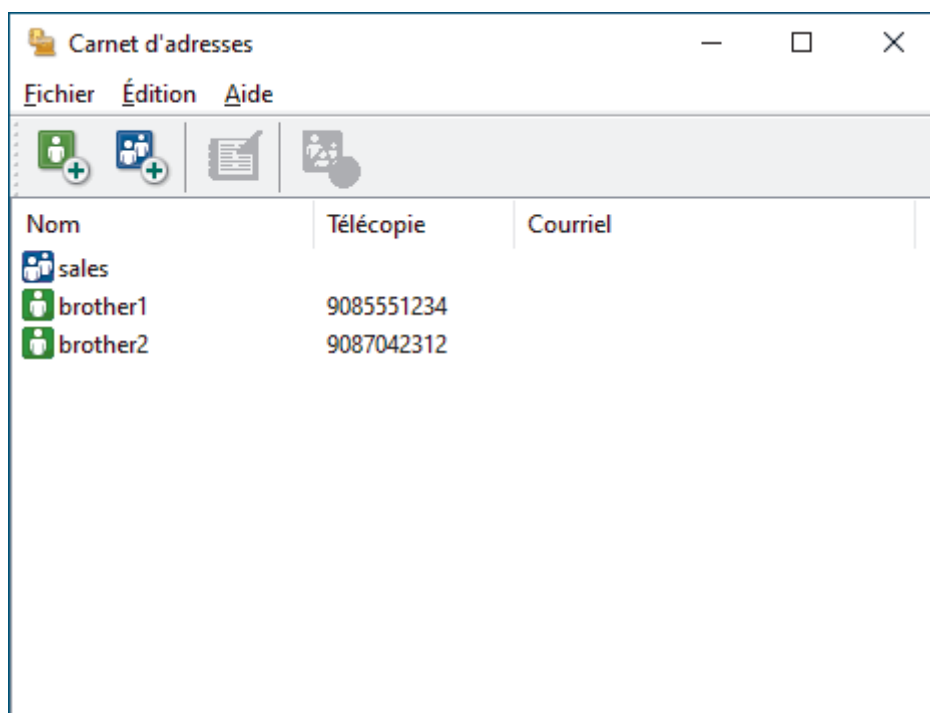 Carnet d'adresses
Fichier Édition Aide
Nom Télécopie Courriel
sales
brother1 9085551234
brother2 9087042312